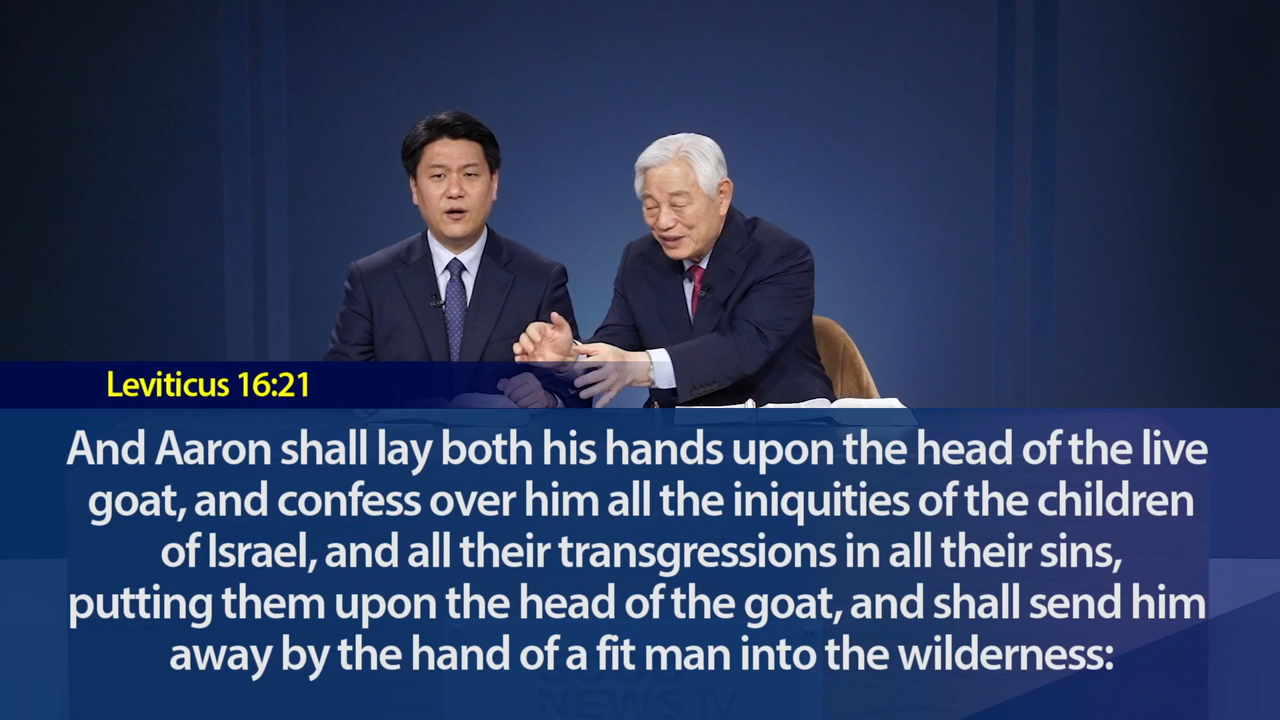 Leviticus 16:21
And Aaron shall lay both his hands upon the head of the live
goat, and confess over him all the iniquities of the children
of Israel, and all their transgressions in all their sins,
putting them upon the head of the goat, and shall send him
away by the hand of a fit man into the wilderness:
GOOD
NEWS TV